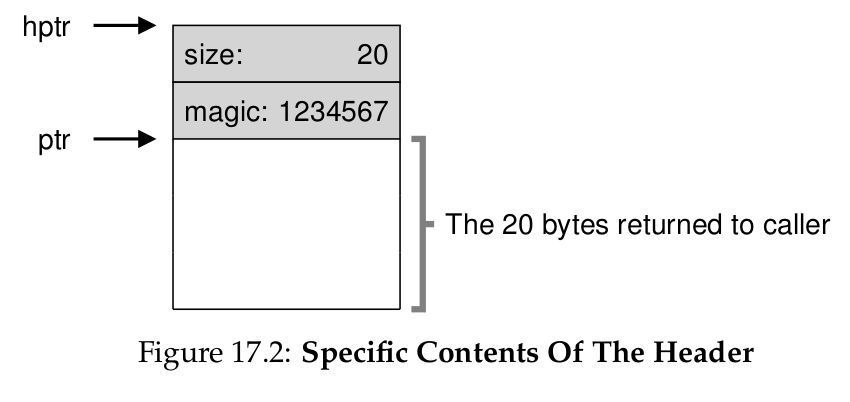 hptr
size: 20
magic: 1234567
ptr
The 20 bytes returned to caller
Figure 17.2: Specific Contents Of The Header